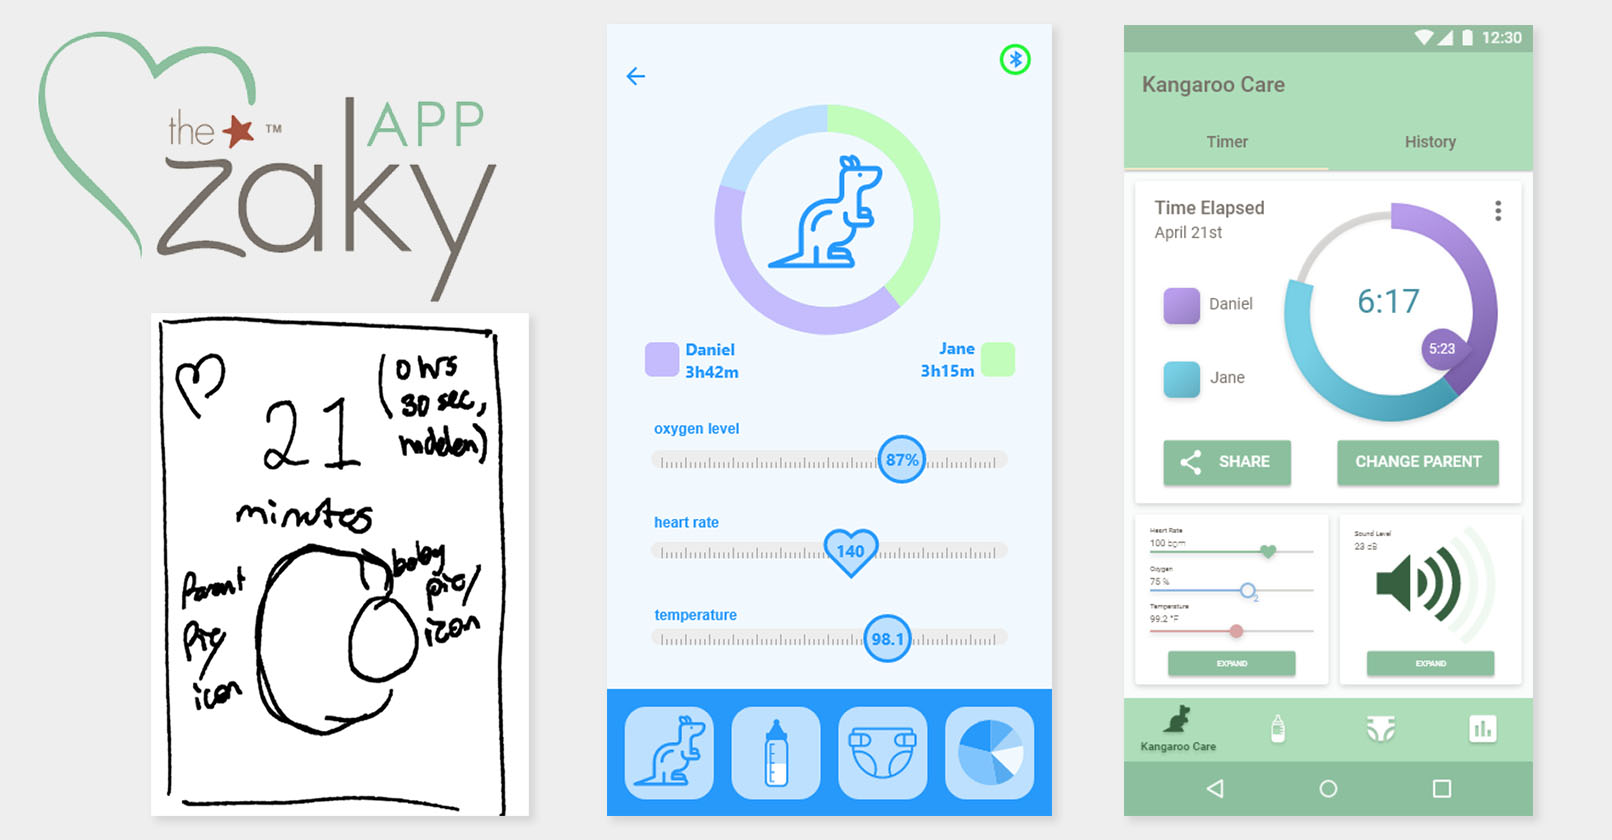 the ™
APP
zaky
(0 hrs
30 sec,
hidden)
21
minutes
Parent
Pic/
icon
baby
pic/
icon
Daniel
3h42m
Jane
3h15m
oxygen level
87%
heart rate
140
temperature
98.1
12:30
Kangaroo Care
Timer
History
Time Elapsed
April 21st
Daniel
Jane
6:17
5:23
SHARE
CHANGE PARENT
Heart Rate
100 bpm
Oxygen
75 %
2
Temperature
99.2 °F
EXPAND
Sound Level
23 dB
EXPAND
Kangaroo Care